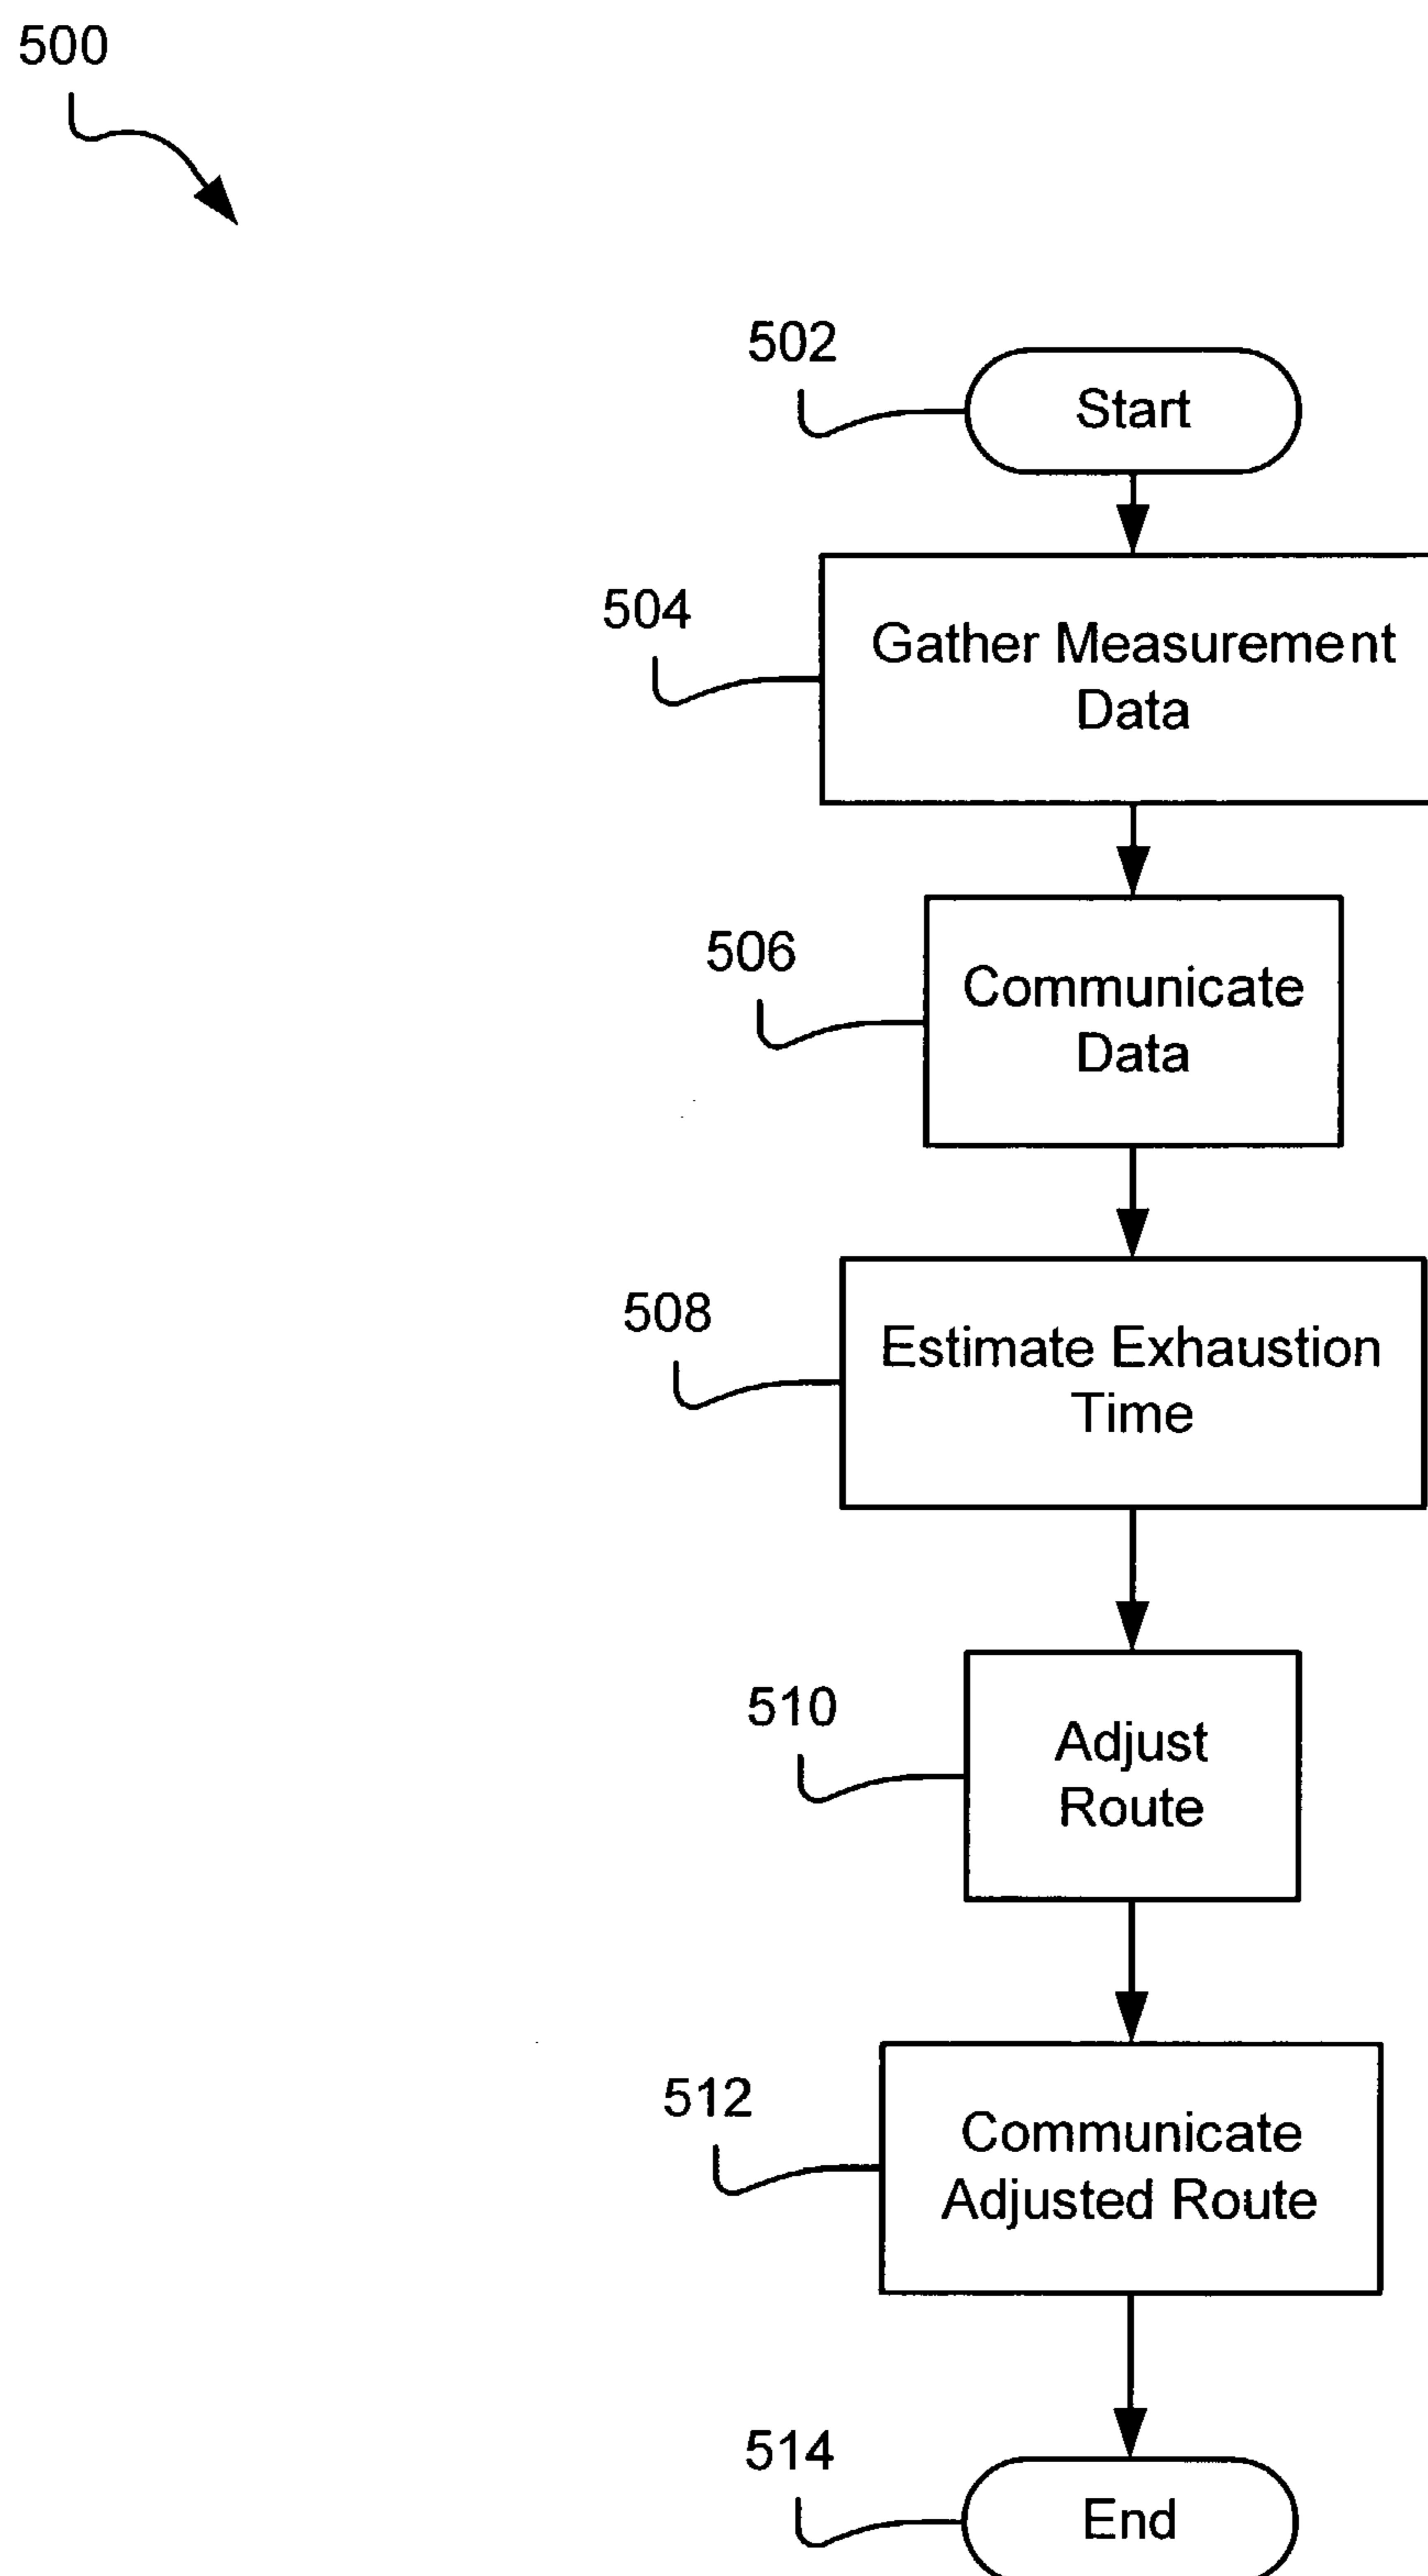 500
502
Start
504
Gather Measurement
Data
506
Communicate
Data
508
Estimate Exhaustion
Time
510
Adjust
Route
512
Communicate
Adjusted Route
514
End